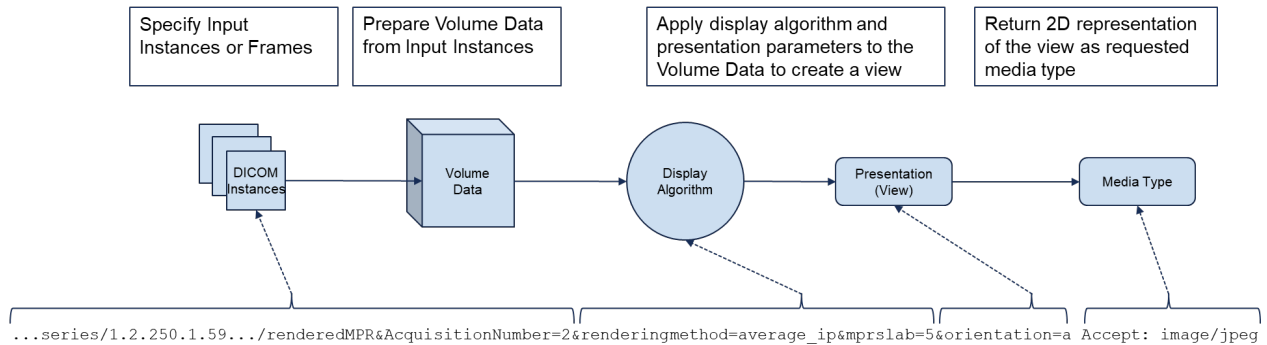 Specify Input
Instances or Frames
Prepare Volume Data
from Input Instances
Apply display algorithm and
presentation parameters to the
Volume Data to create a view
Return 2D representation
of the view as requested
media type
DICOM
Instances
Volume
Data
Display
Algorithm
Presentation
(View)
Media Type
...series/1.2.250.1.59.../renderedMPR&AcquisitionNumber=2&renderingmethod=average_ip&mprslab=5&orientation=a Accept: image/jpeg